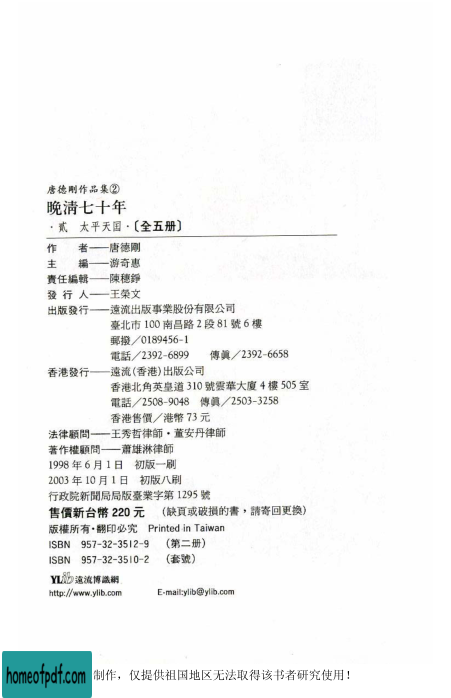 唐德剛作品集②
晚清七十年
·貳 太平天国·〔全五册〕
作 者——唐德剛
主 編——游奇惠
責任編輯——陳穗錚
發 行 人——王榮文
出版發行——遠流出版事業股份有限公司
臺北市 100 南昌路 2 段 81 號 6 樓
郵撥／0189456-1
電話／2392-6899 傳眞／2392-6658
香港發行——遠流(香港)出版公司
香港北角英皇道 310 號雲華大廈 4 樓 505 室
電話／2508-9048 傳眞／2503-3258
香港售價／港幣 73 元
法律顧問——王秀哲律師·董安丹律師
著作權顧問——蕭雄淋律師
1998 年 6 月 1 日 初版一刷
2003 年 10 月 1 日 初版八刷
行政院新聞局局版臺業字第 1295 號
售價新台幣 220 元 (缺頁或破損的書，請寄回更換)
版權所有·翻印必究 Printed in Taiwan
ISBN 957-32-3512-9 (第二册)
ISBN 957-32-3510-2 (套號)
YLib 遠流博識網
http://www.ylib.com E-mail:ylib@ylib.com
homeofpdf.com 制作，仅提供祖国地区无法取得该书者研究使用！